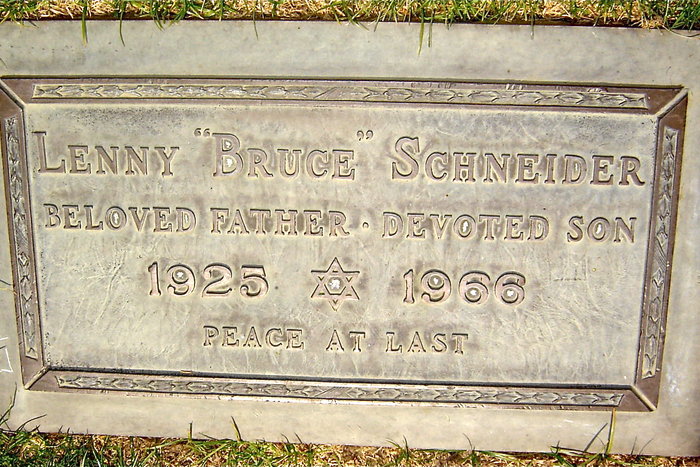 LENNY “BRUCE” SCHNEIDER
BELOVED FATHER · DEVOTED SON
1925 ✡ 1966
PEACE AT LAST